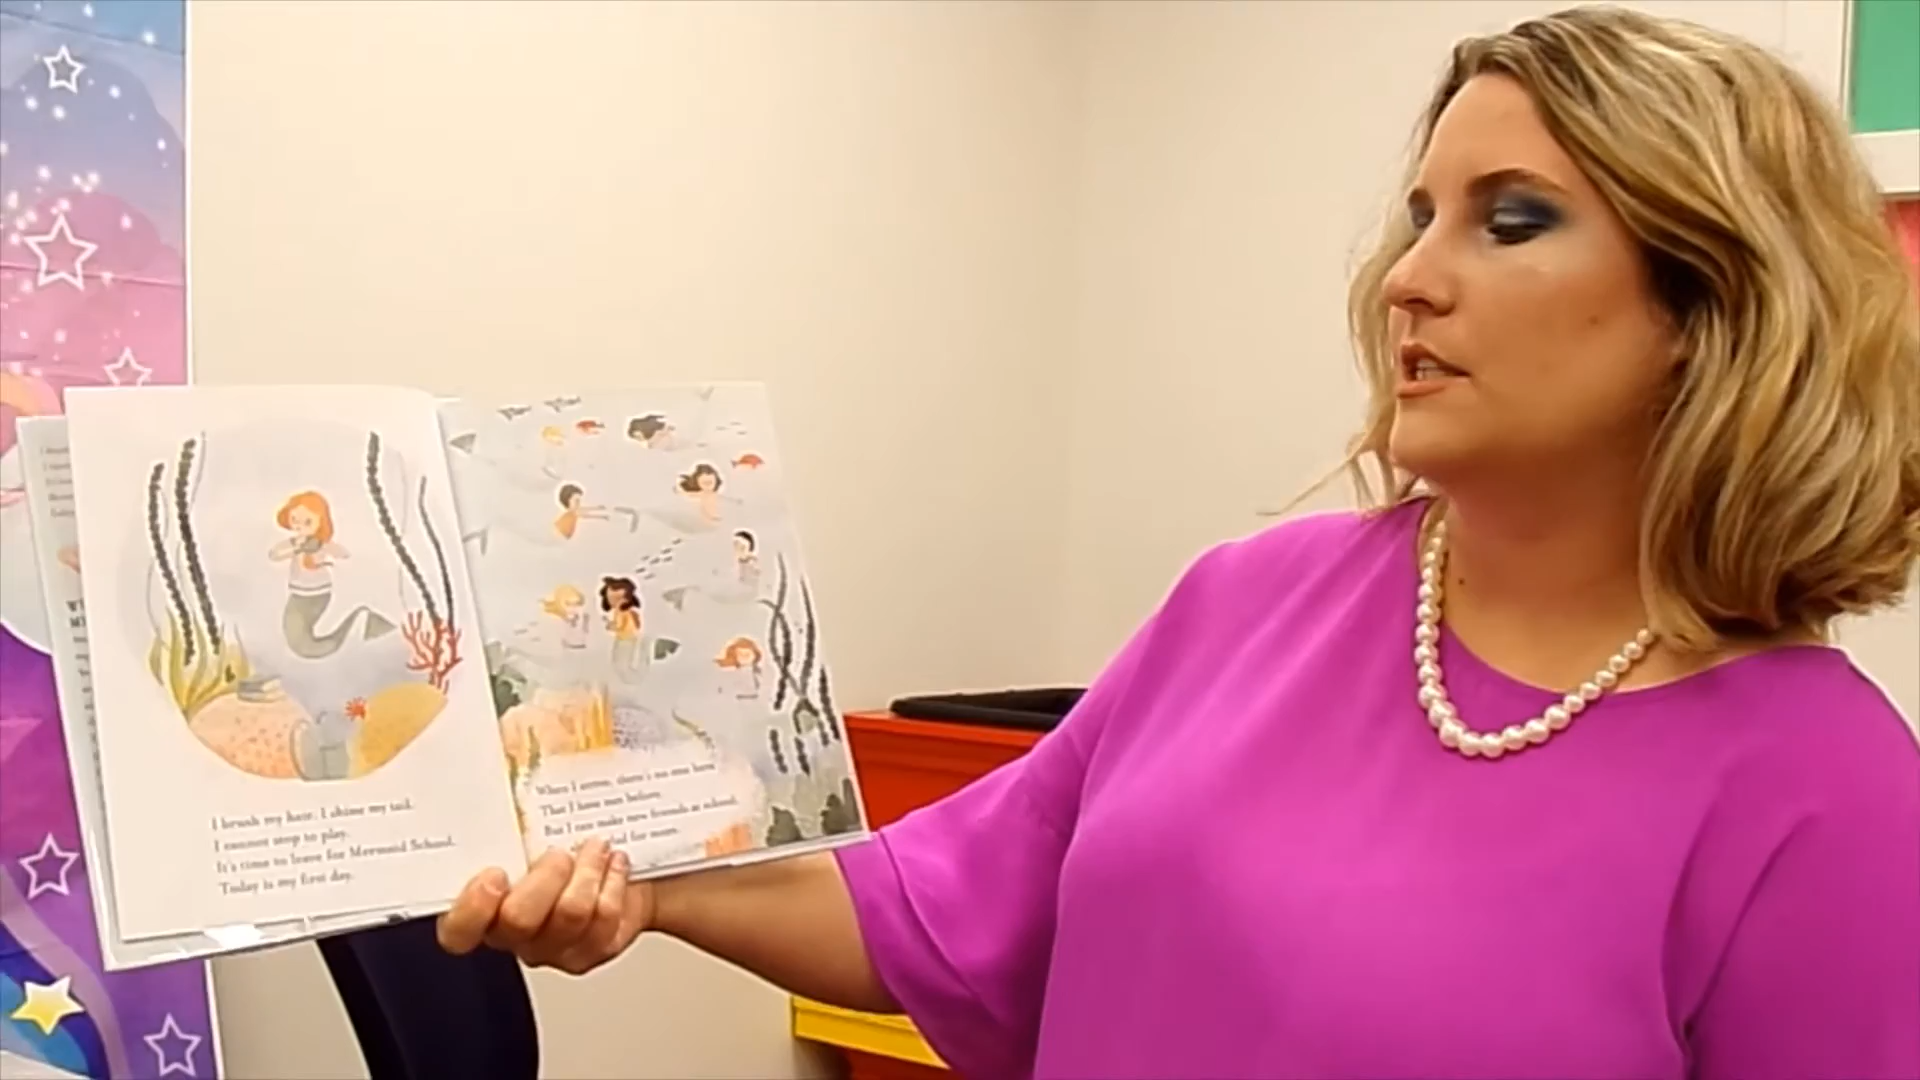 I brush my hair. I shine my tail.
I cannot stop to play.
It's time to leave for Mermaid School.
Today is my first day.
When I arrive, there's no one here
That I have met before.
But I can make new friends at school.
for more.